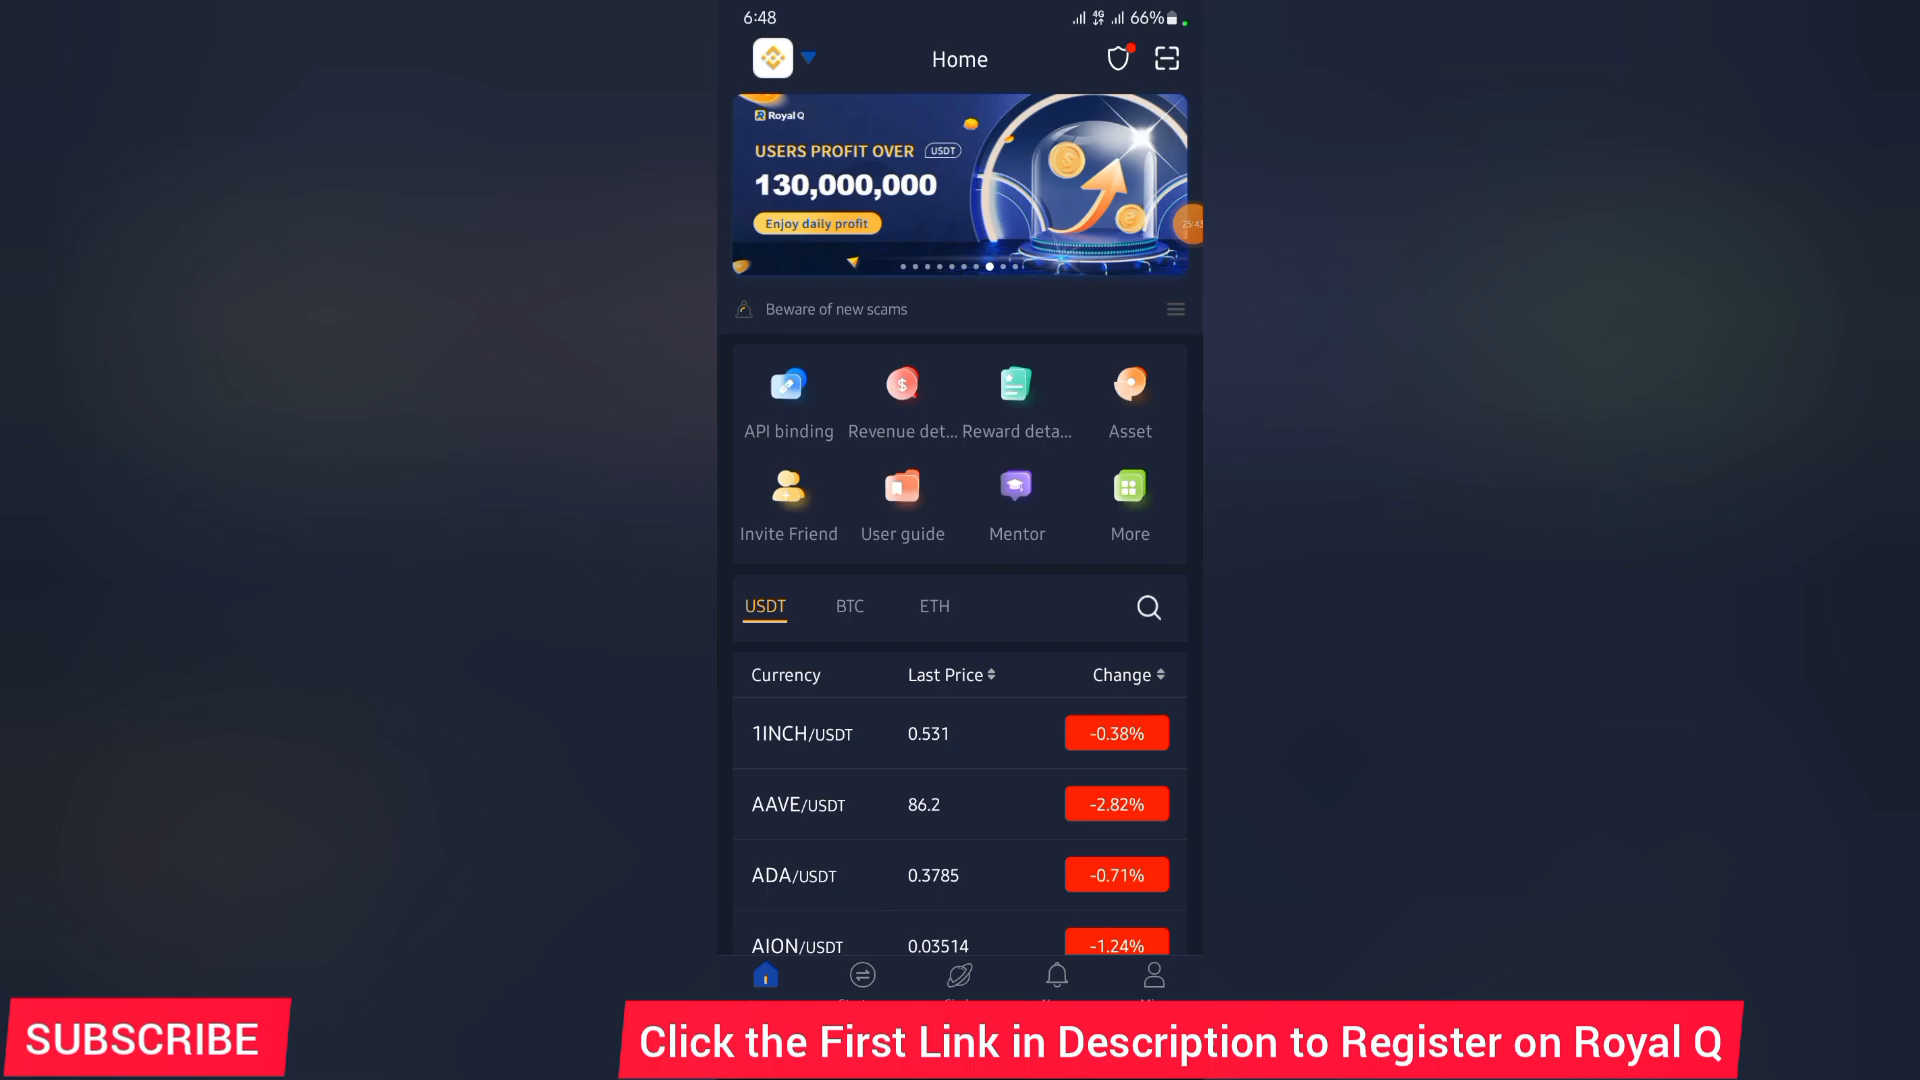 6:48
4G
66%
Home
Royal Q
USERS PROFIT OVER USDT
130,000,000
Enjoy daily profit
25:43
Beware of new scams
API binding
Revenue det...
Reward deta...
Asset
Invite Friend
User guide
Mentor
More
USDT
BTC
ETH
Currency
Last Price
Change
1INCH/USDT
0.531
-0.38%
AAVE/USDT
86.2
-2.82%
ADA/USDT
0.3785
-0.71%
AION/USDT
0.03514
-1.24%
SUBSCRIBE
Click the First Link in Description to Register on Royal Q